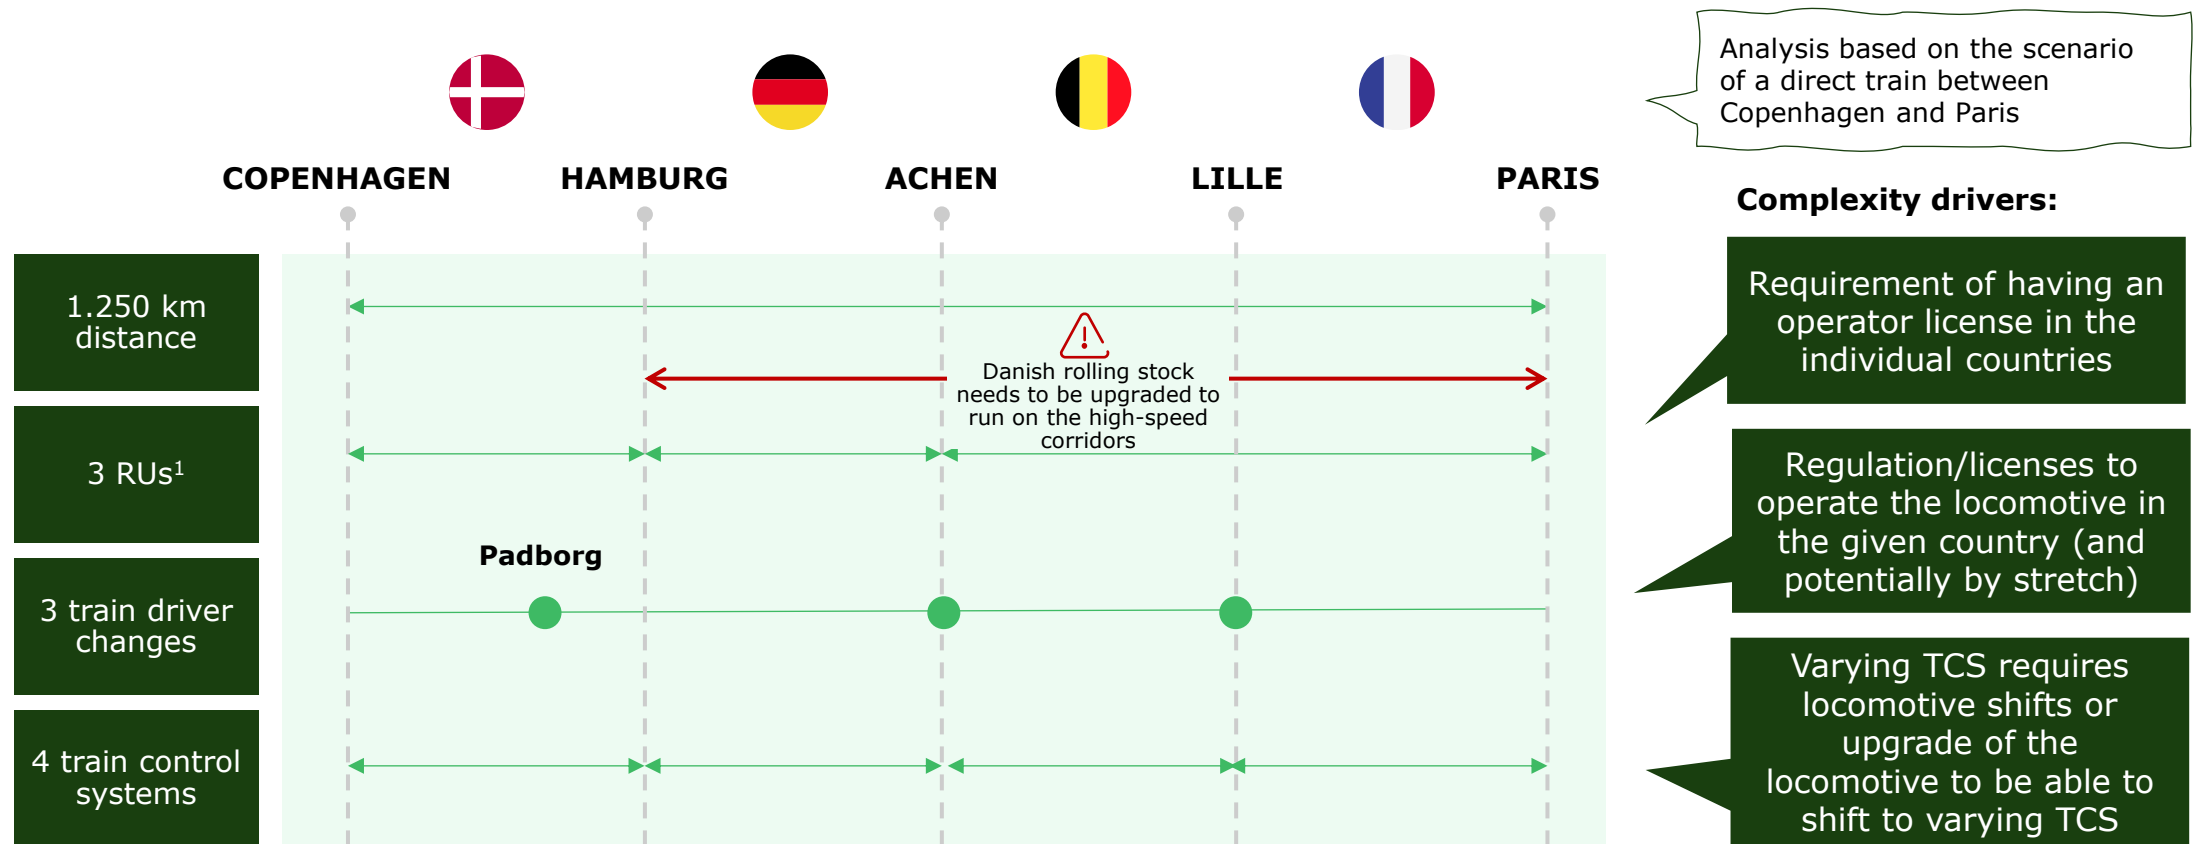 Analysis based on the scenario
of a direct train between
Copenhagen and Paris
COPENHAGEN
HAMBURG
ACHEN
LILLE
PARIS
Complexity drivers:
1.250 km
distance
Danish rolling stock
needs to be upgraded to
run on the high-speed
corridors
Requirement of having an
operator license in the
individual countries
3 RUs¹
Regulation/licenses to
operate the locomotive in
the given country (and
potentially by stretch)
Padborg
3 train driver
changes
4 train control
systems
Varying TCS requires
locomotive shifts or
upgrade of the
locomotive to be able to
shift to varying TCS